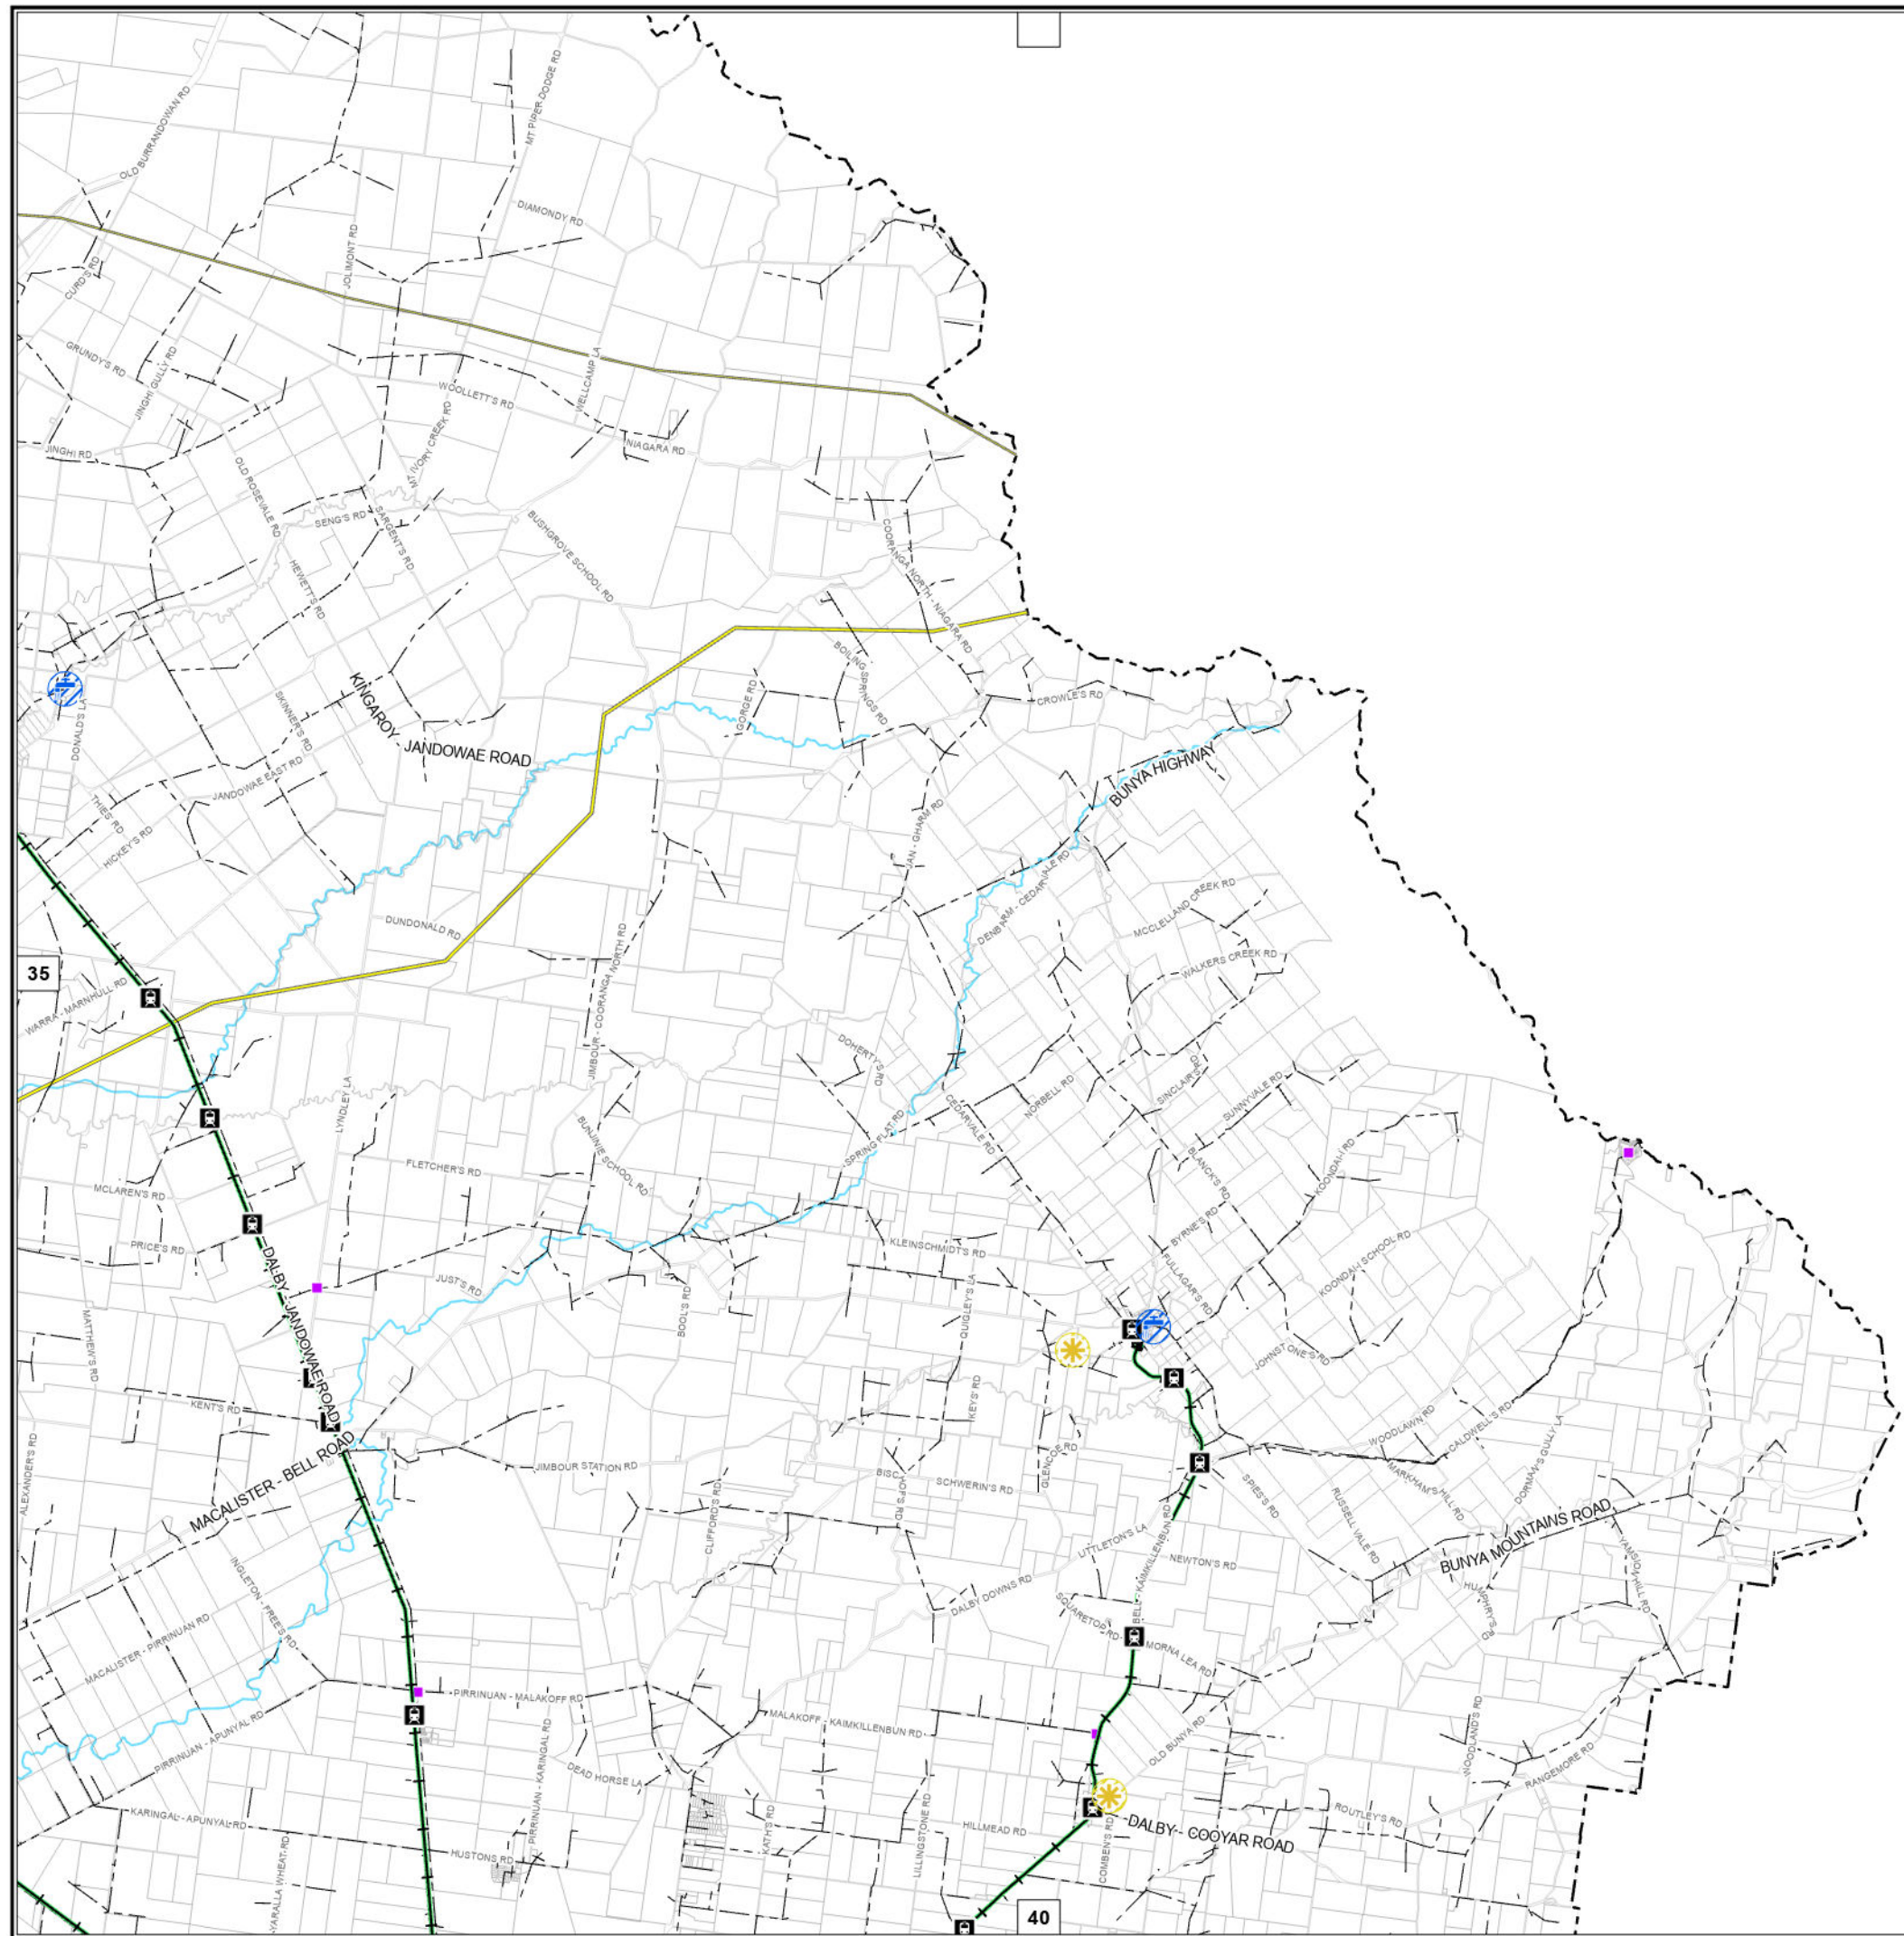 OLD BURRANDOWAN RD
MT PIPER DODGE RD
DIAMONDY RD
JOLIMONT RD
CURD'S RD
GRUNDY'S RD
JINGHI GULLY RD
WELLCAMP LA
WOOLLETT'S RD
MT IVORY CREEK RD
NIAGARA RD
JINGHI RD
OLD ROSEVALE RD
SENG'S RD
SARGENT'S RD
BUSHGROVE SCHOOL RD
COORANGA NORTH - NIAGARA RD
HEWETT'S RD
BOILING SPRINGS RD
KINGAROY - JANDOWAE ROAD
GORGE RD
CROWLE'S RD
DONALD'S LA
SKINNER'S RD
BUNYA HIGHWAY
JANDOWAE EAST RD
THIES' RD
HICKEY'S RD
JAN - GHARM RD
DENBARM - CEDARVALE RD
MCCLELLAND CREEK RD
DUNDONALD RD
WALKERS CREEK RD
35
JIMBOUR - COORANGA NORTH RD
WARRA - MARNHULL RD
DOHERTY'S RD
SINCLAIR'S RD
SUNNYVALE RD
NORBELL RD
LYNDLEY LA
CEDARVALE RD
SPRING FLAT RD
BUNJINIE SCHOOL RD
BLANCK'S RD
KOONDAH RD
FLETCHER'S RD
MCLAREN'S RD
BYRNE'S RD
PRICE'S RD
KLEINSCHMIDT'S RD
KOONDAH SCHOOL RD
FULLAGAR'S RD
JUST'S RD
DALBY - JANDOWAE ROAD
BOOL'S RD
QUIGLEY'S LA
MATTHEW'S RD
JOHNSTONE'S RD
KENT'S RD
KEYS' RD
WOODLAWN RD
CALDWELL'S RD
ALEXANDER'S RD
MACALISTER - BELL ROAD
GLENCOE RD
JIMBOUR STATION RD
BISCHOFF'S RD
SCHWERIN'S RD
MARKHAM'S HILL RD
DORMAN'S GULLY LA
SPIES'S RD
RUSSELL VALE RD
CLIFFORD'S RD
LITTLETON'S LA
BELL - KAIMKILLENBUN RD
NEWTON'S RD
BUNYA MOUNTAINS ROAD
YAMSION HILL RD
HUMPHRY'S RD
INGLETON - FREE'S RD
DALBY DOWNS RD
SQUARETOP RD
MORNA LEA RD
MACALISTER - PIRRINUAN RD
PIRRINUAN - MALAKOFF RD
MALAKOFF - KAIMKILLENBUN RD
PIRRINUAN - APUNYAL RD
OLD BUNYA RD
WOODLAND'S RD
RANGEMORE RD
PIRRINUAN - KARINGAL RD
DEAD HORSE LA
KARINGAL - APUNYAL RD
KATY'S RD
LILLINGSTONE RD
HILLMEAD RD
COMBEN'S RD
DALBY - COOYAR ROAD
ROUTLEY'S RD
HUSTONS RD
YARALLA WHEAT RD
40